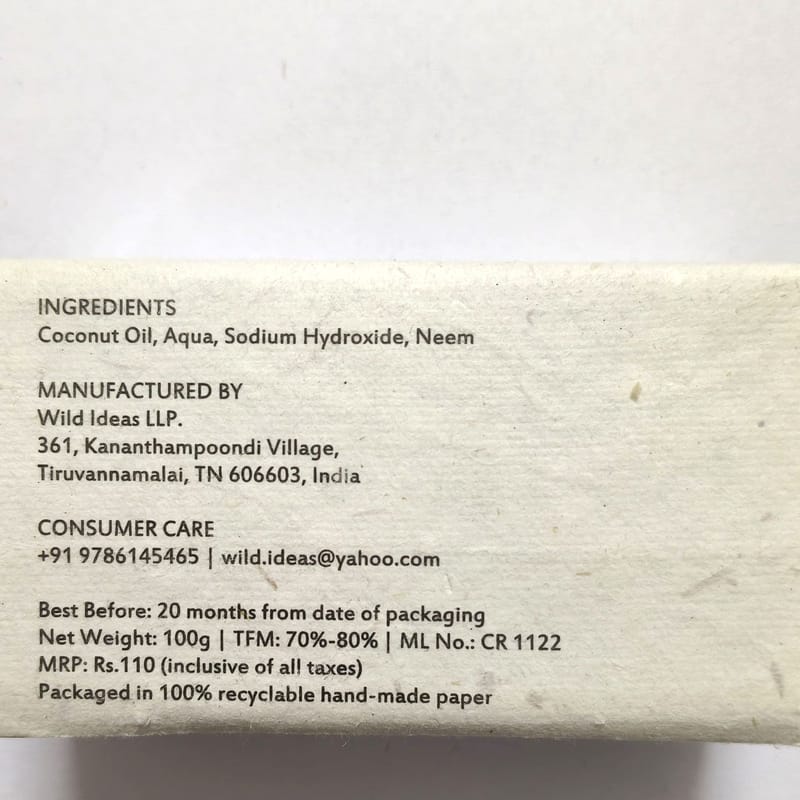 INGREDIENTS
Coconut Oil, Aqua, Sodium Hydroxide, Neem
MANUFACTURED BY
Wild Ideas LLP.
361, Kananthampoondi Village,
Tiruvannamalai, TN 606603, India
CONSUMER CARE
+91 9786145465 | wild.ideas@yahoo.com
Best Before: 20 months from date of packaging
Net Weight: 100g | TFM: 70%-80% | ML No.: CR 1122
MRP: Rs.110 (inclusive of all taxes)
Packaged in 100% recyclable hand-made paper